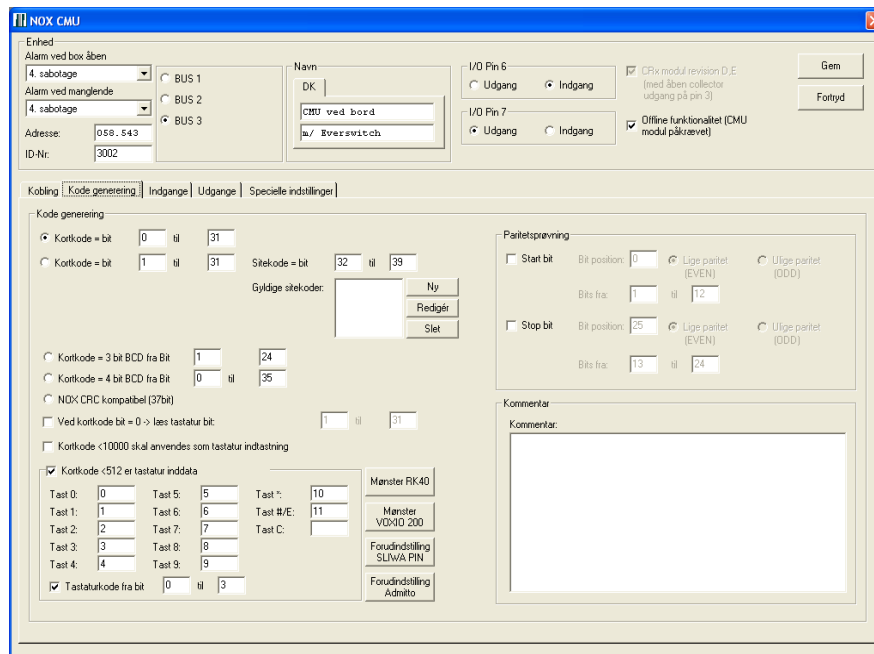 NOX CMU
Enhed
Alarm ved box åben
4. sabotage
Alarm ved manglende
4. sabotage
Adresse: 058.543
ID-Nr: 3002
BUS 1
BUS 2
BUS 3
Navn
DK
CMU ved bord
m/ Everswitch
I/O Pin 6
Udgang Indgang
I/O Pin 7
Udgang Indgang
CRx modul revision D,E
(med åben collector
udgang på pin 3)
Offline funktionalitet (CMU
modul påkrævet)
Gem
Fortryd
Kobling Kode generering Indgange Udgange Specielle indstillinger
Kode generering
Kortkode = bit 0 til 31
Kortkode = bit 1 til 31 Sitekode = bit 32 til 39
Gyldige sitekoder:
Ny
Redigér
Slet
Kortkode = 3 bit BCD fra Bit 1 24
Kortkode = 4 bit BCD fra Bit 0 til 35
NOX CRC kompatibel (37bit)
Ved kortkode bit = 0 -> læs tastatur bit: 1 til 31
Kortkode <10000 skal anvendes som tastatur indtastning
Kortkode <512 er tastatur inddata
Tast 0: 0 Tast 5: 5 Tast *: 10
Tast 1: 1 Tast 6: 6 Tast #/E: 11
Tast 2: 2 Tast 7: 7 Tast C:
Tast 3: 3 Tast 8: 8
Tast 4: 4 Tast 9: 9
Tastaturkode fra bit 0 til 3
Mønster RK40
Mønster
VOXIO 200
Forudindstilling
SLIWA PIN
Forudindstilling
Admitto
Paritetsprøvning
Start bit Bit position: 0 Lige paritet
(EVEN) Ulige paritet
(ODD)
Bits fra: 1 til 12
Stop bit Bit position: 25 Lige paritet
(EVEN) Ulige paritet
(ODD)
Bits fra: 13 til 24
Kommentar
Kommentar: